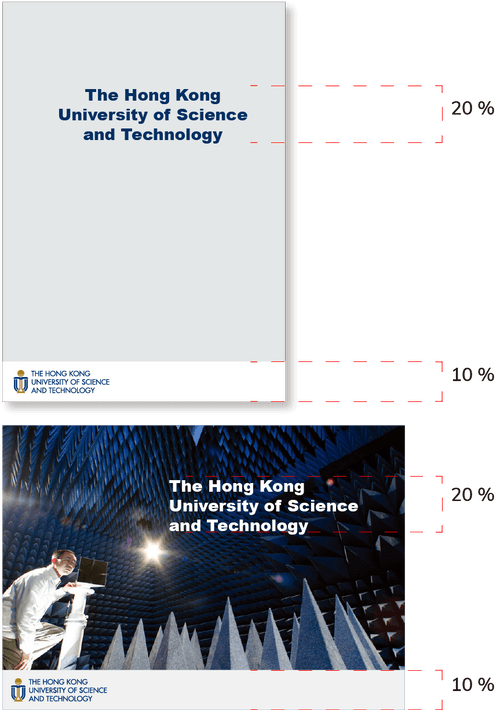 The Hong Kong
University of Science
and Technology
20 %
THE HONG KONG
UNIVERSITY OF SCIENCE
AND TECHNOLOGY
10 %
The Hong Kong
University of Science
and Technology
20 %
THE HONG KONG
UNIVERSITY OF SCIENCE
AND TECHNOLOGY
10 %